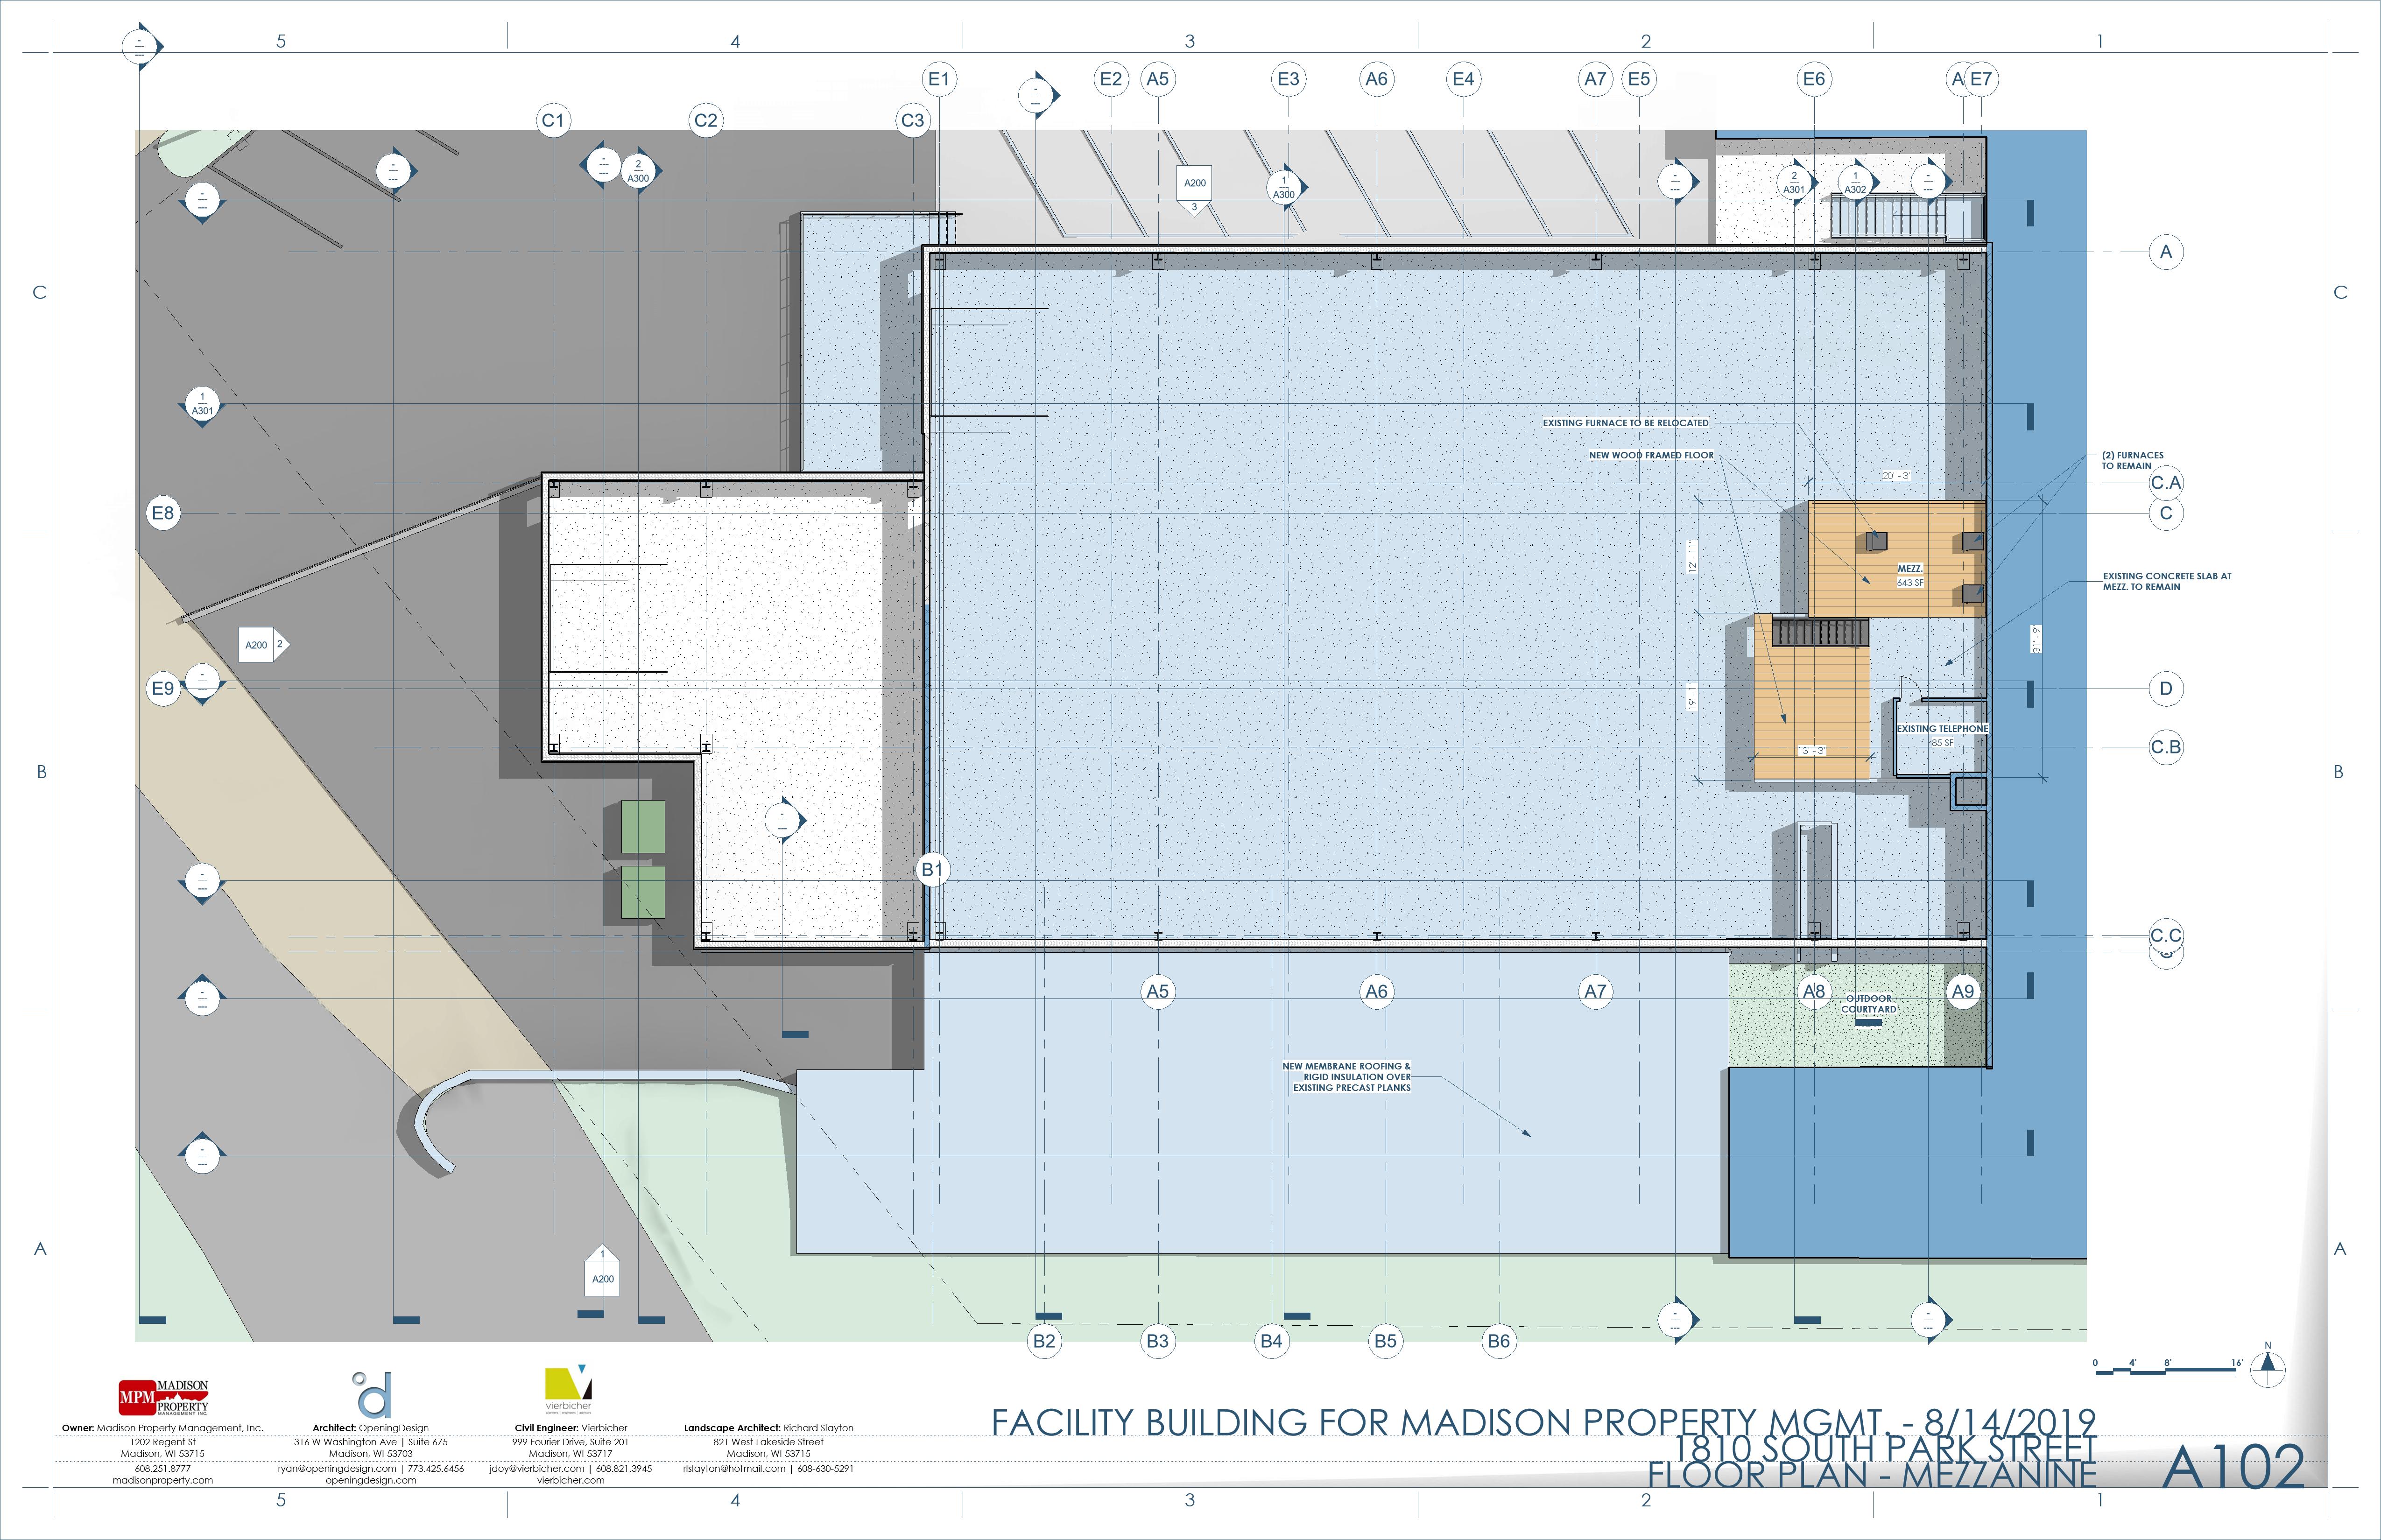 5 4 3 2 1
E1 E2 A5 E3 A6 E4 A7 E5 E6 A E7
C1 C2 C3
-
---
-
---
-
---
-
---
2
A300
-
---
A200
3
1
A300
-
---
2
A301
1
A302
-
---
A
C
C
1
A301
EXISTING FURNACE TO BE RELOCATED
NEW WOOD FRAMED FLOOR
(2) FURNACES
TO REMAIN
20' - 3"
C.A
E8
C
12' - 11"
MEZZ.
643 SF
EXISTING CONCRETE SLAB AT
MEZZ. TO REMAIN
A200 2
31' - 9"
E9
-
---
D
EXISTING TELEPHONE
85 SF
C.B
13' - 3"
B
B
-
---
B1
-
---
C.C
A5 A6 A7 A8 A9
-
---
OUTDOOR
COURTYARD
NEW MEMBRANE ROOFING &
RIGID INSULATION OVER
EXISTING PRECAST PLANKS
-
---
A
A
1
A200
-
---
-
---
B2 B3 B4 B5 B6
N
0 4' 8' 16'
MPM MADISON
PROPERTY
MANAGEMENT INC.
d
vierbicher
planners | engineers | advisors
Owner: Madison Property Management, Inc.
1202 Regent St
Madison, WI 53715
608.251.8777
madisonproperty.com
Architect: OpeningDesign
316 W Washington Ave | Suite 675
Madison, WI 53703
ryan@openingdesign.com | 773.425.6456
openingdesign.com
Civil Engineer: Vierbicher
999 Fourier Drive, Suite 201
Madison, WI 53717
jdoy@vierbicher.com | 608.821.3945
vierbicher.com
Landscape Architect: Richard Slayton
821 West Lakeside Street
Madison, WI 53715
rlslayton@hotmail.com | 608-630-5291
FACILITY BUILDING FOR MADISON PROPERTY MGMT. - 8/14/2019
1810 SOUTH PARK STREET
FLOOR PLAN - MEZZANINE
A102
5 4 3 2 1